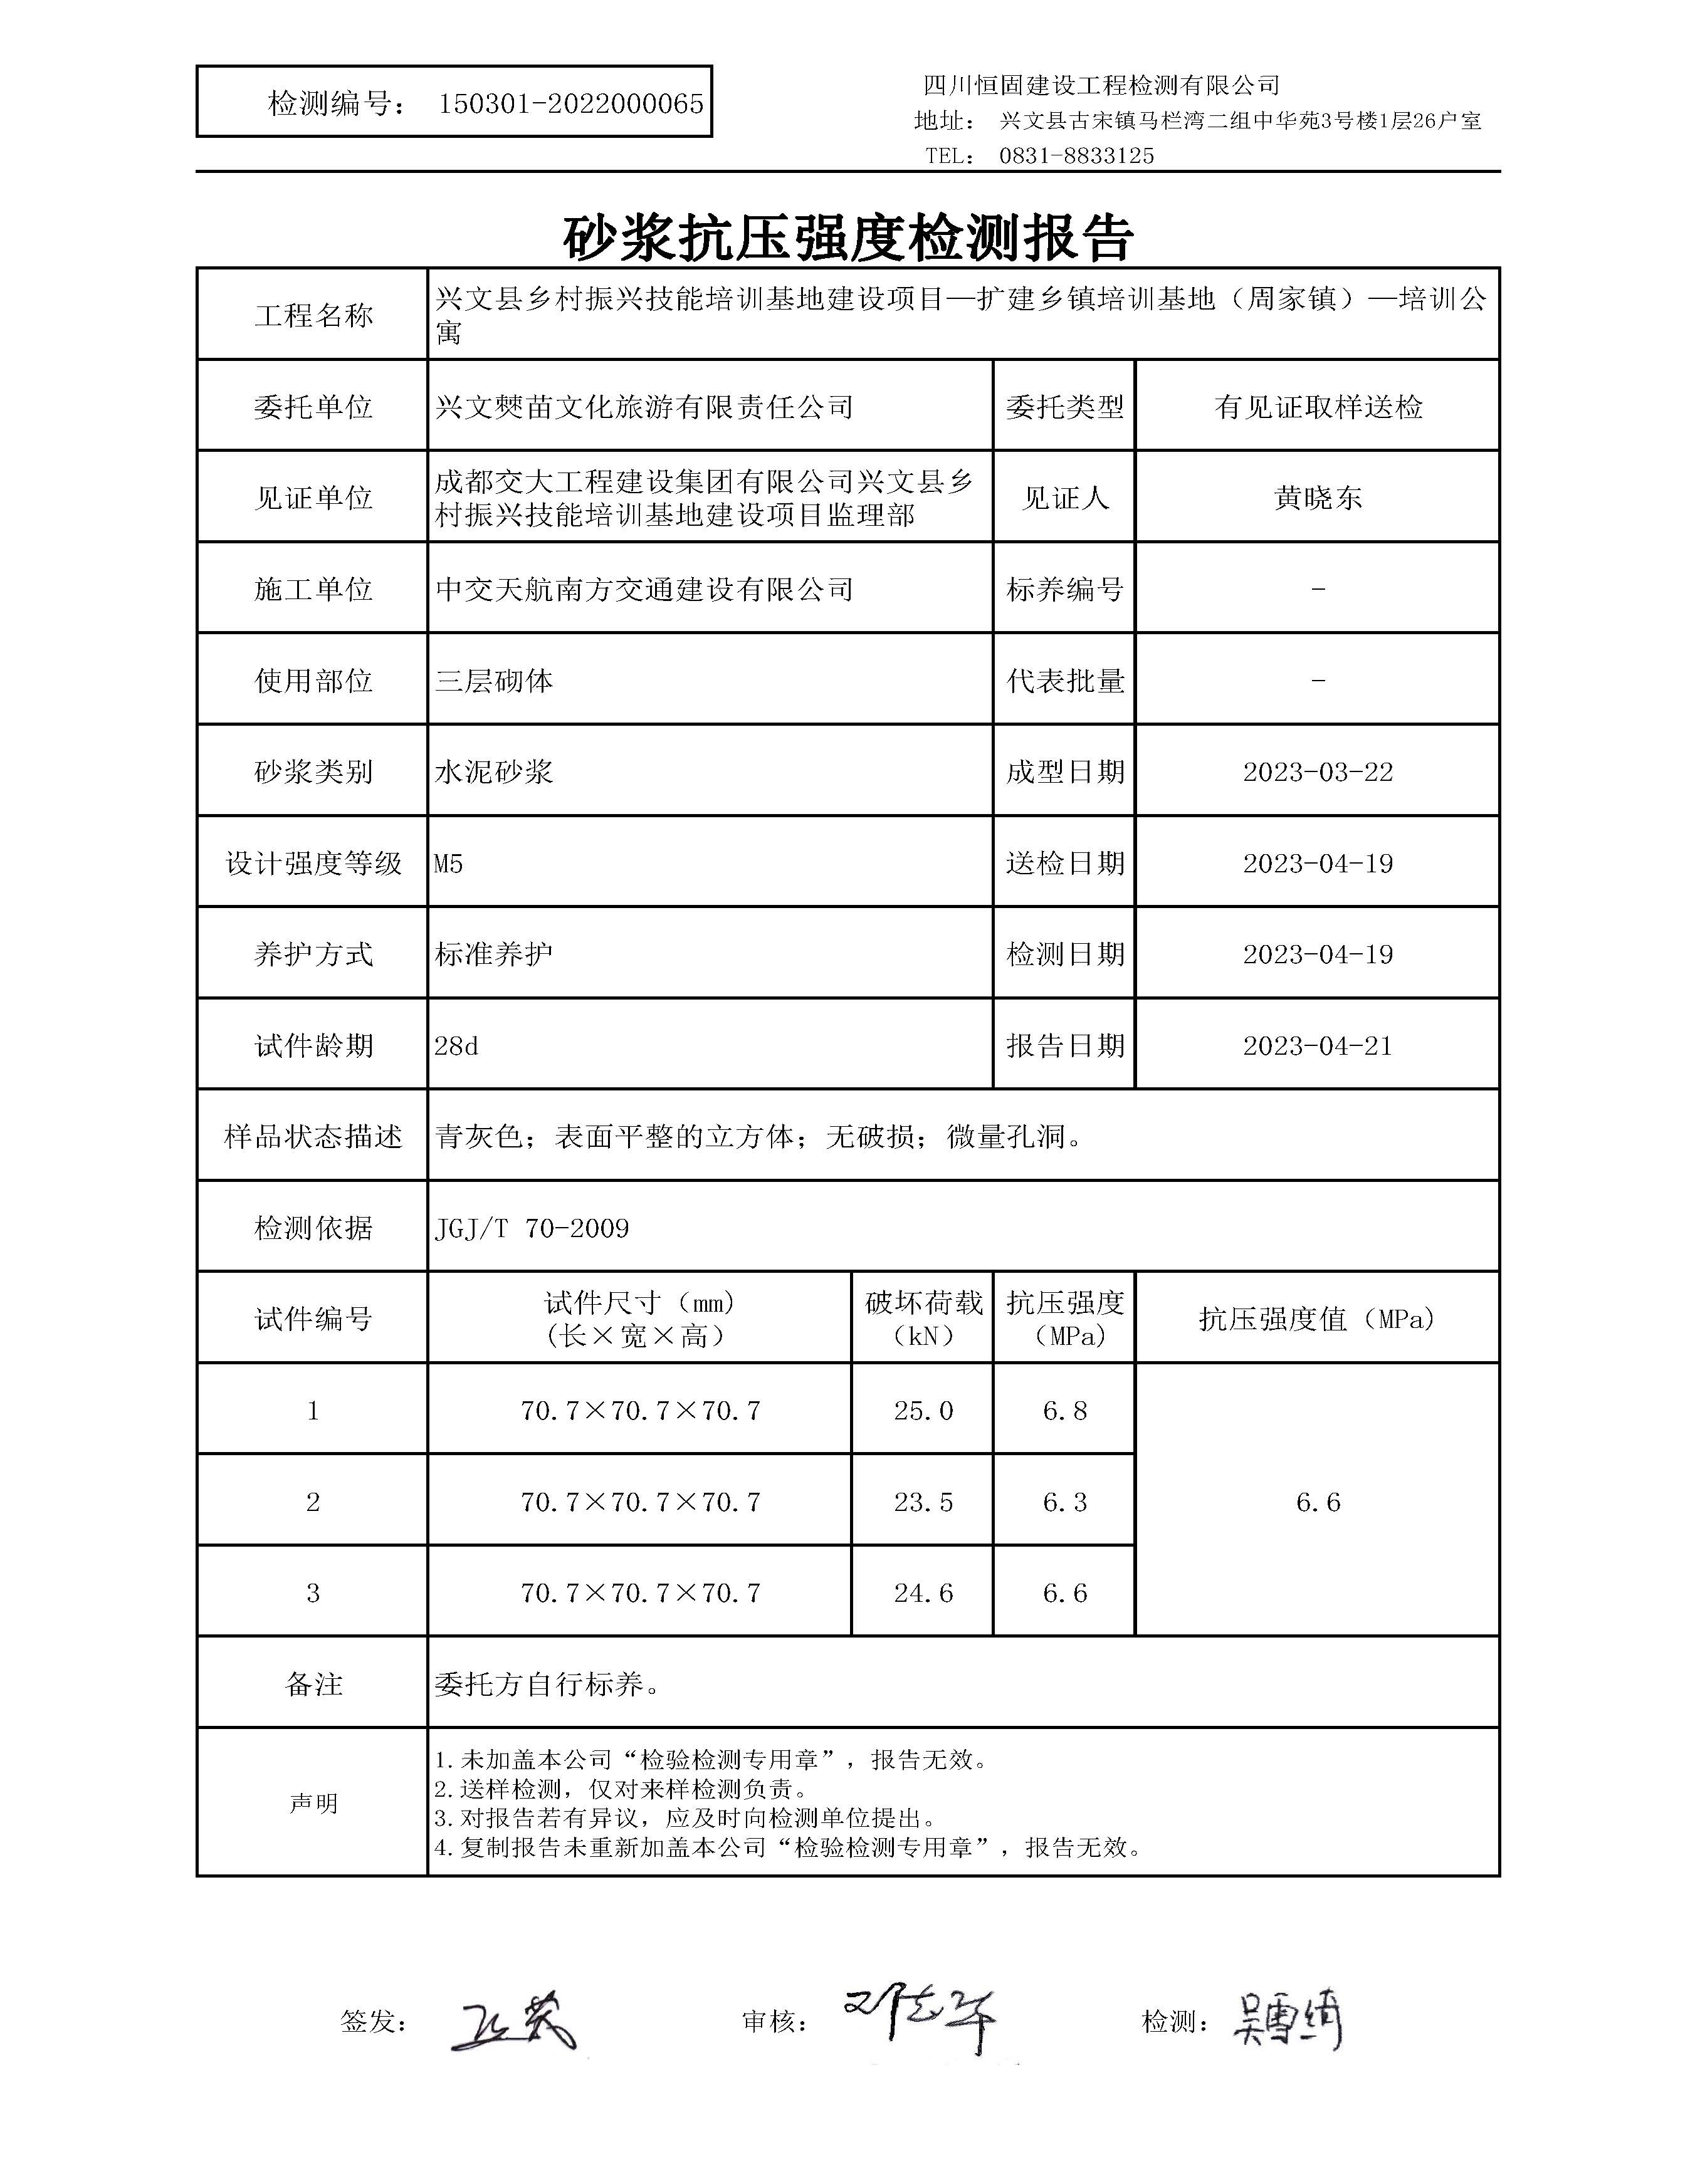 检测编号： 150301-2022000065
四川恒固建设工程检测有限公司
地址： 兴文县古宋镇马栏湾二组中华苑3号楼1层26户室
TEL： 0831-8833125
砂浆抗压强度检测报告
工程名称 兴文县乡村振兴技能培训基地建设项目—扩建乡镇培训基地（周家镇）—培训公
寓
委托单位 兴文僰苗文化旅游有限责任公司 委托类型 有见证取样送检
见证单位 成都交大工程建设集团有限公司兴文县乡
村振兴技能培训基地建设项目监理部 见证人 黄晓东
施工单位 中交天航南方交通建设有限公司 标养编号 -
使用部位 三层砌体 代表批量 -
砂浆类别 水泥砂浆 成型日期 2023-03-22
设计强度等级 M5 送检日期 2023-04-19
养护方式 标准养护 检测日期 2023-04-19
试件龄期 28d 报告日期 2023-04-21
样品状态描述 青灰色；表面平整的立方体；无破损；微量孔洞。
检测依据 JGJ/T 70-2009
试件编号 试件尺寸（mm）
（长×宽×高） 破坏荷载
（kN） 抗压强度
（MPa） 抗压强度值（MPa）
1 70.7×70.7×70.7 25.0 6.8
2 70.7×70.7×70.7 23.5 6.3 6.6
3 70.7×70.7×70.7 24.6 6.6
备注 委托方自行标养。
声明
1.未加盖本公司“检验检测专用章”，报告无效。
2.送样检测，仅对来样检测负责。
3.对报告若有异议，应及时向检测单位提出。
4.复制报告未重新加盖本公司“检验检测专用章”，报告无效。
签发： 审核： 检测： 吴雪绮